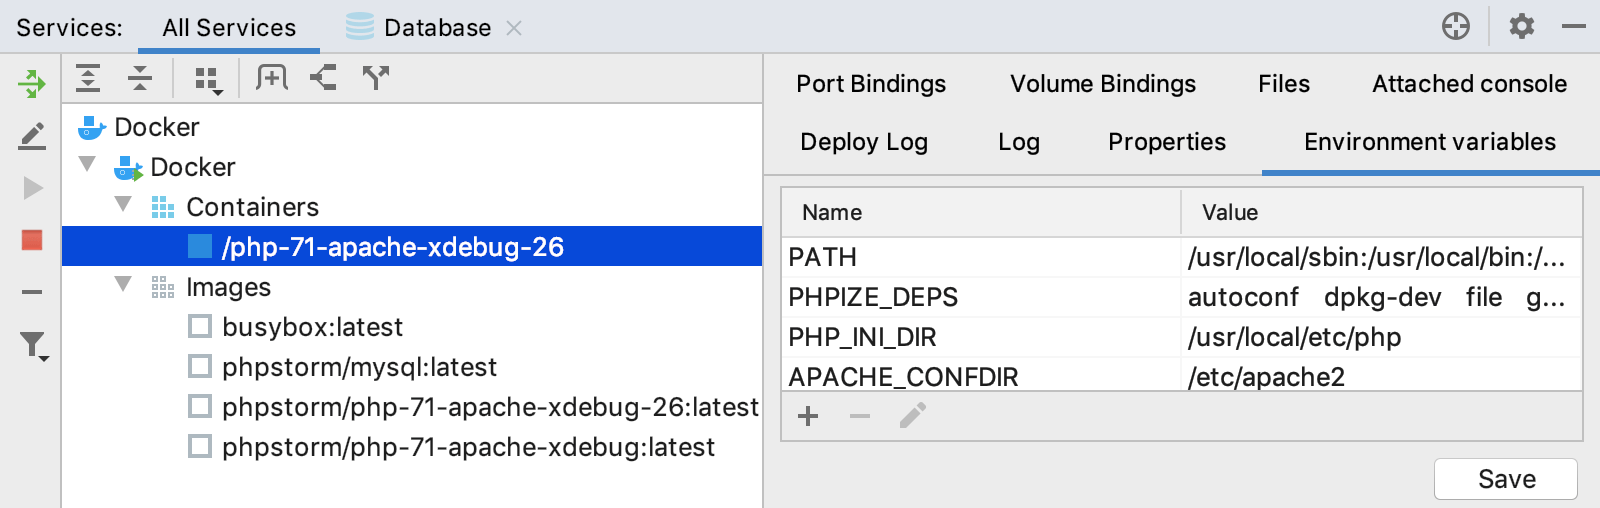 Services: All Services Database
Docker
Docker
Containers
/php-71-apache-xdebug-26
Images
busybox:latest
phpstorm/mysql:latest
phpstorm/php-71-apache-xdebug-26:latest
phpstorm/php-71-apache-xdebug:latest
Port Bindings Volume Bindings Files Attached console
Deploy Log Log Properties Environment variables
Name Value
PATH /usr/local/sbin:/usr/local/bin:/...
PHPIZE_DEPS autoconf dpkg-dev file g...
PHP_INI_DIR /usr/local/etc/php
APACHE_CONFDIR /etc/apache2
Save